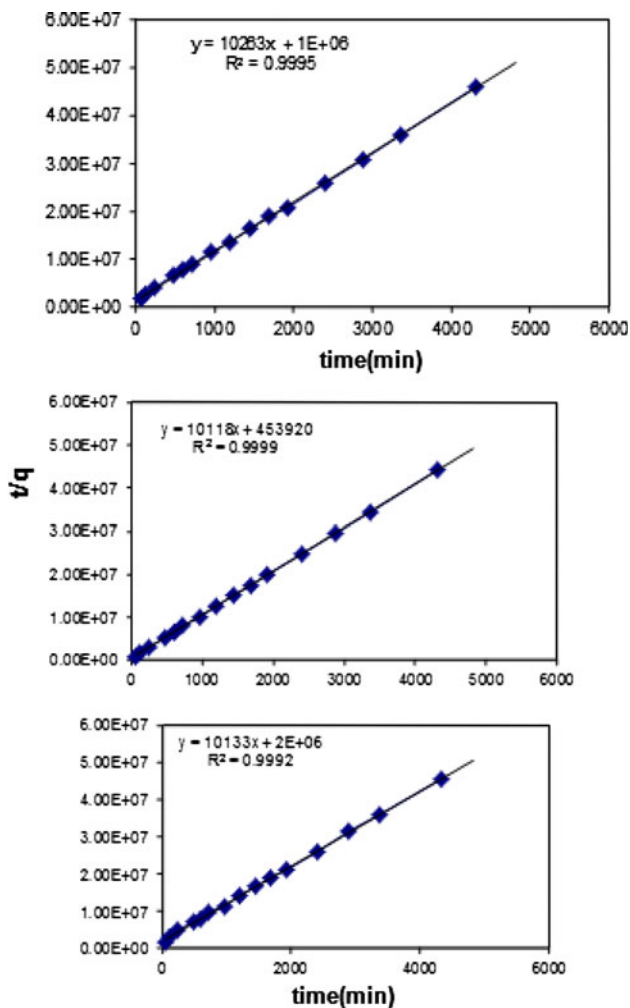 6.00E+07
y = 10263x + 1E+06
R² = 0.9995
5.00E+07
4.00E+07
3.00E+07
2.00E+07
1.00E+07
0.00E+00
0 1000 2000 3000 4000 5000 6000
time(min)
t/q
6.00E+07
y = 10118x + 453920
R² = 0.9999
5.00E+07
4.00E+07
3.00E+07
2.00E+07
1.00E+07
0.00E+00
0 1000 2000 3000 4000 5000 6000
6.00E+07
y = 10133x + 2E+06
R² = 0.9992
5.00E+07
4.00E+07
3.00E+07
2.00E+07
1.00E+07
0.00E+00
0 2000 4000 6000
time(min)